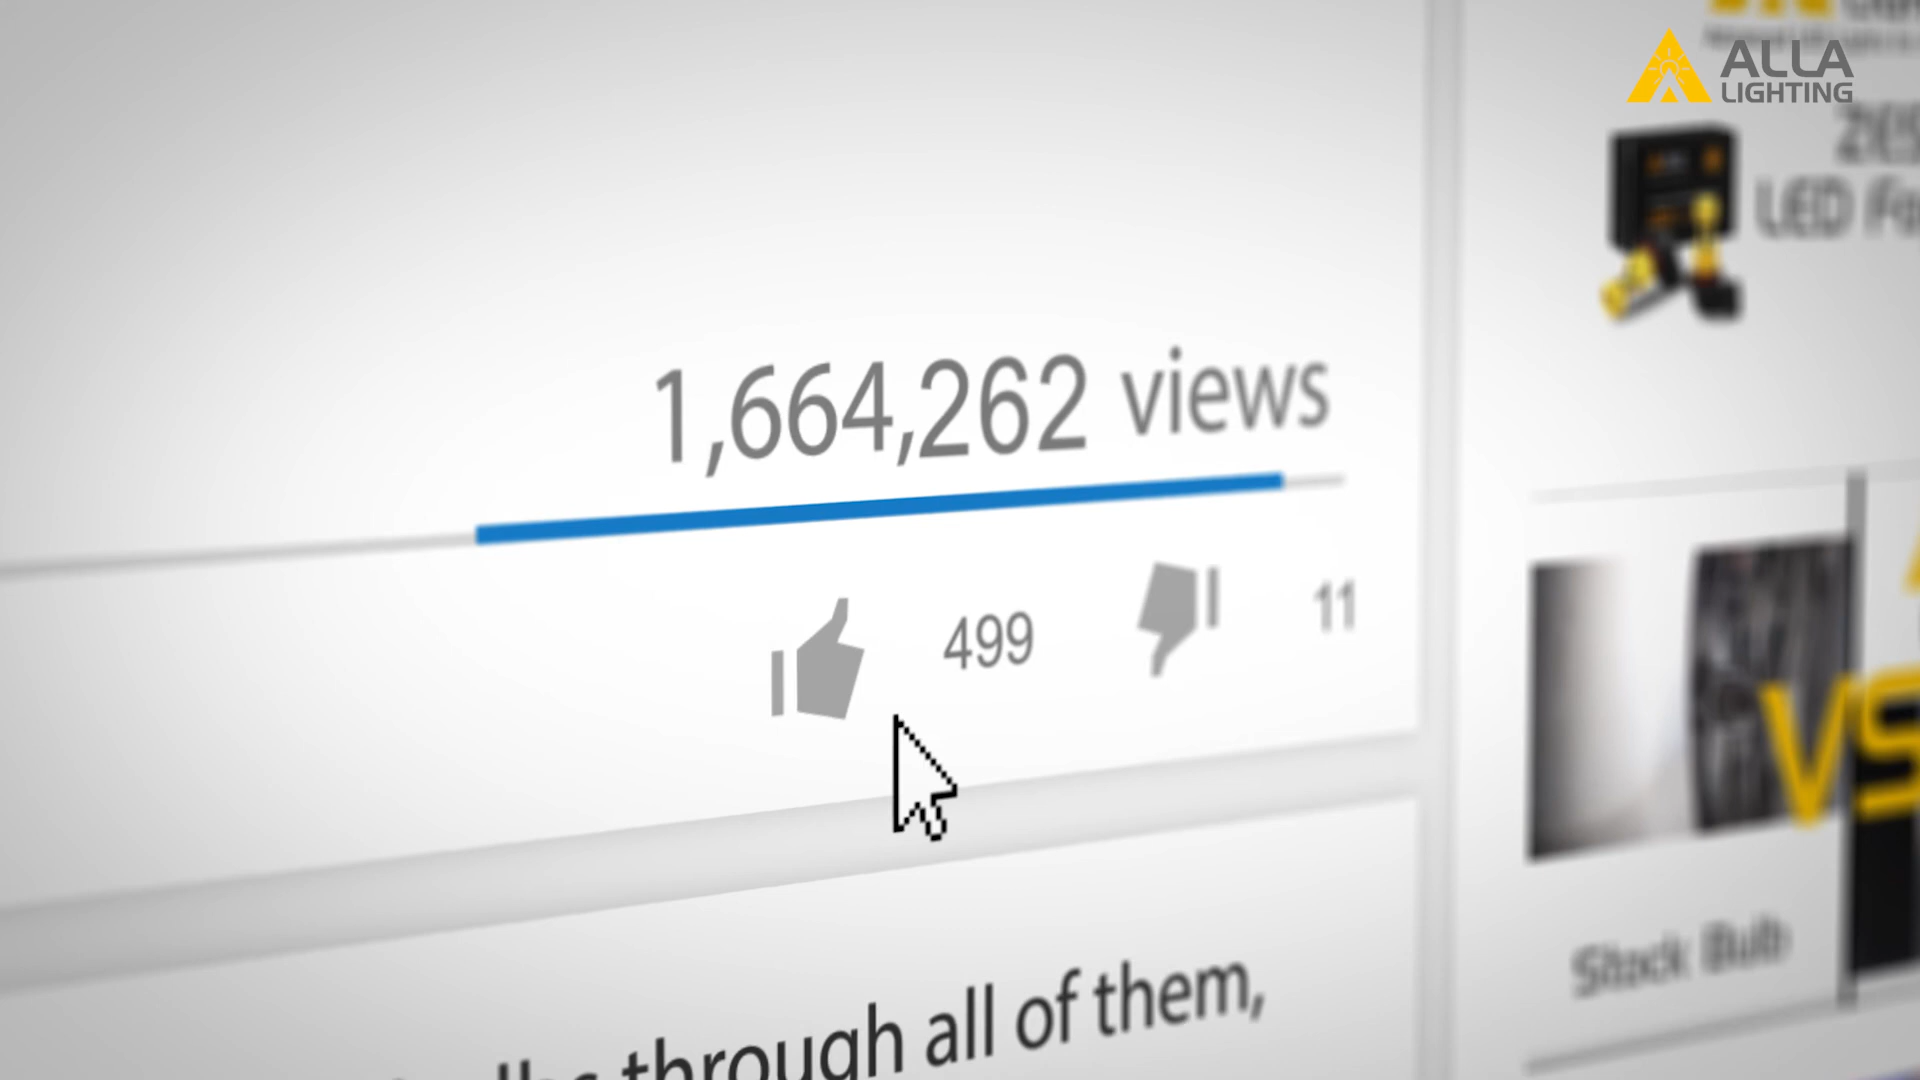 ALLA
LIGHTING
LED
1,664,262 views
499
11
VS
Stock Bulb
through all of them,